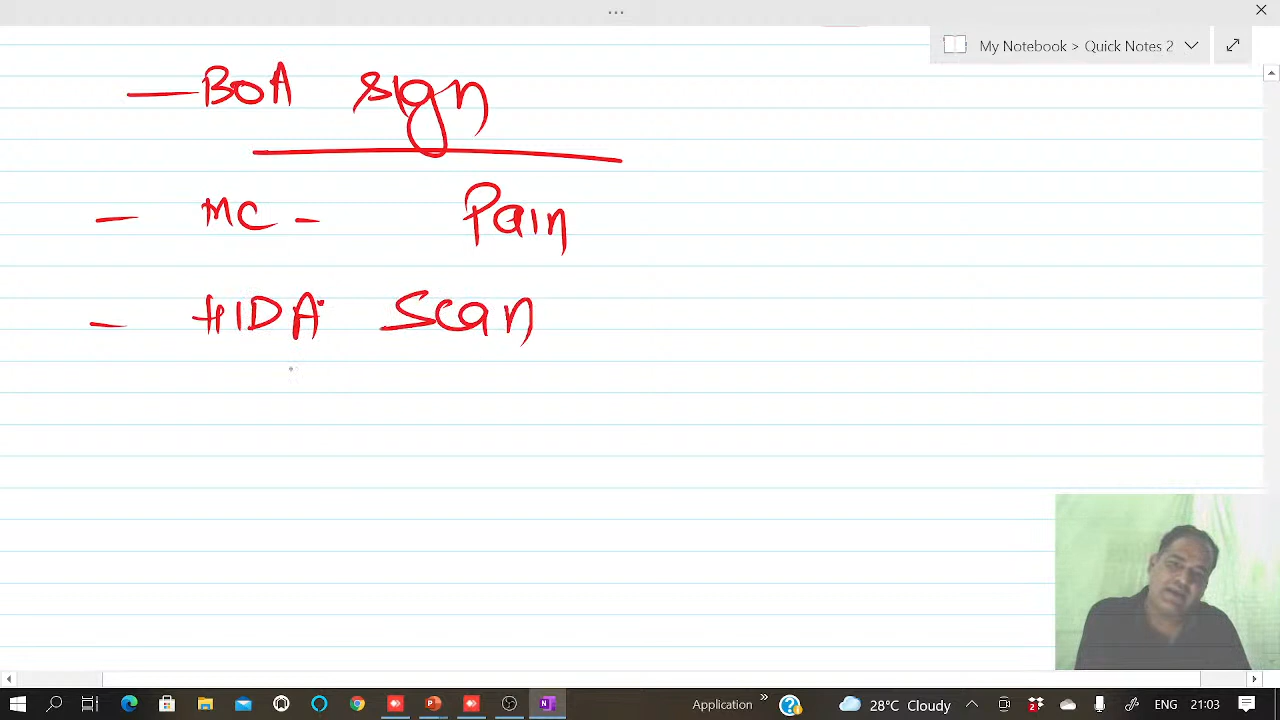 My Notebook > Quick Notes 2
— BOA Sign
- MC - Pain
- HIDA Scan
Application
28°C Cloudy
ENG
21:03